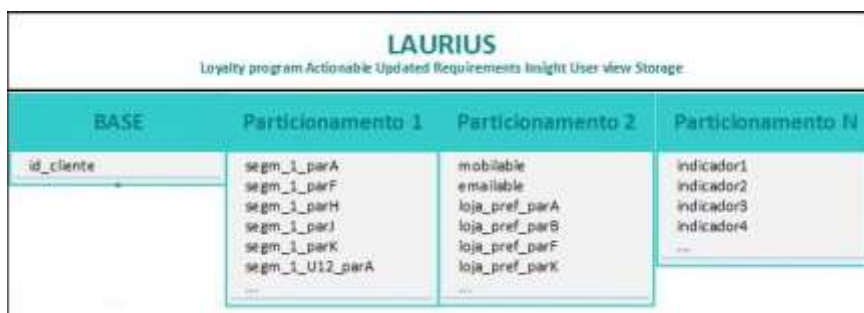 LAURIUS
Loyalty program Actionable Updated Requirements Insight User view Storage
BASE
id_cliente
Particionamento 1
segm_1_parA
segm_1_parF
segm_1_parH
segm_1_parJ
segm_1_parK
segm_1_U12_parA
...
Particionamento 2
mobilable
emailable
loja_pref_parA
loja_pref_parB
loja_pref_parF
loja_pref_parK
...
Particionamento N
indicador1
indicador2
indicador3
indicador4
...